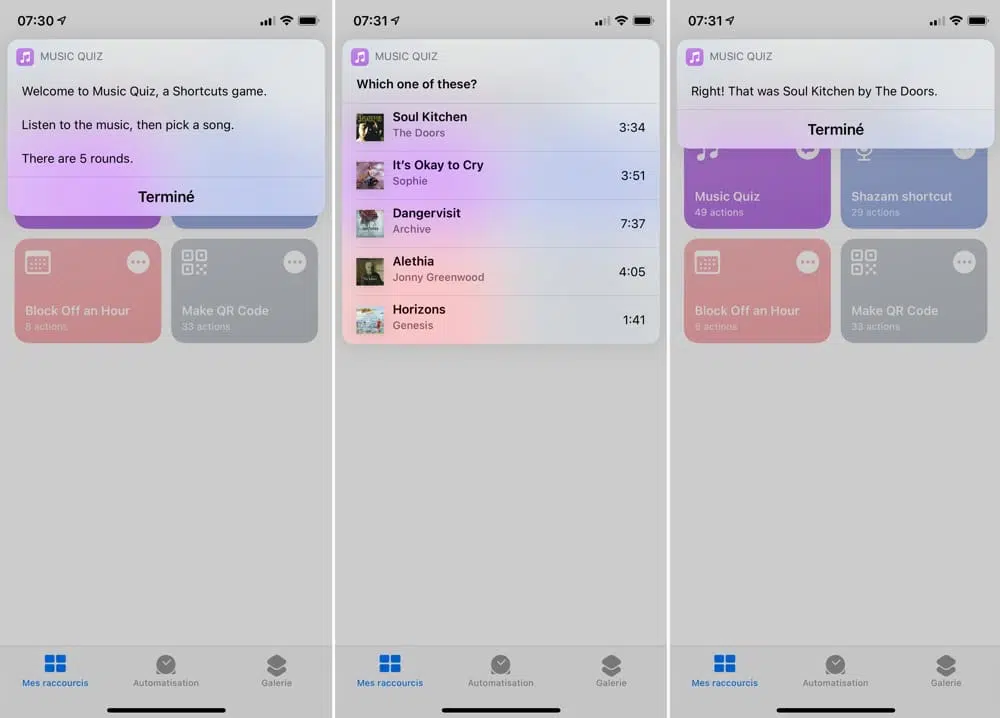 07:30
MUSIC QUIZ
Welcome to Music Quiz, a Shortcuts game.
Listen to the music, then pick a song.
There are 5 rounds.
Terminé
Block Off an Hour
8 actions
Make QR Code
33 actions
Mes raccourcis
Automatisation
Galerie
07:31
MUSIC QUIZ
Which one of these?
Soul Kitchen
The Doors
3:34
It's Okay to Cry
Sophie
3:51
Dangervisit
Archive
7:37
Alethia
Jonny Greenwood
4:05
Horizons
Genesis
1:41
Mes raccourcis
Automatisation
Galerie
07:31
MUSIC QUIZ
Right! That was Soul Kitchen by The Doors.
Terminé
Music Quiz
49 actions
Shazam shortcut
29 actions
Block Off an Hour
8 actions
Make QR Code
33 actions
Mes raccourcis
Automatisation
Galerie